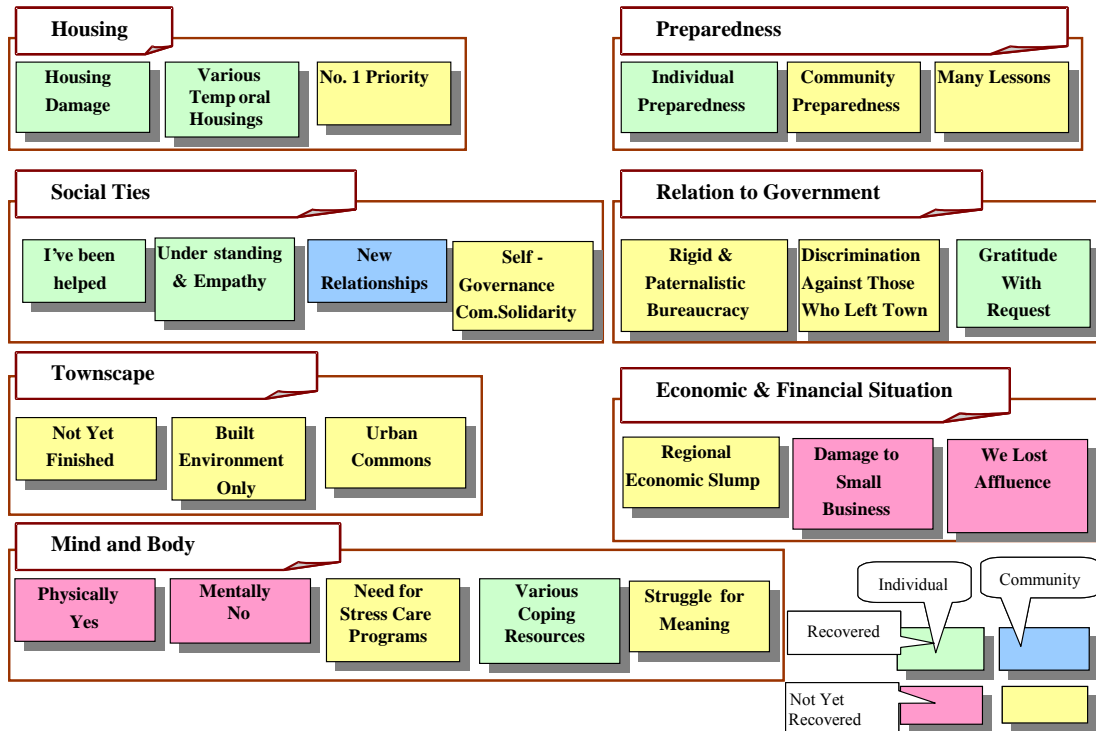 Housing
Housing
Damage
Various
Temp oral
Housings
No. 1 Priority
Preparedness
Individual
Preparedness
Community
Preparedness
Many Lessons
Social Ties
I've been
helped
Under standing
& Empathy
New
Relationships
Self -
Governance
Com.Solidarity
Relation to Government
Rigid &
Paternalistic
Bureaucracy
Discrimination
Against Those
Who Left Town
Gratitude
With
Request
Townscape
Not Yet
Finished
Built
Environment
Only
Urban
Commons
Economic & Financial Situation
Regional
Economic Slump
Damage to
Small
Business
We Lost
Affluence
Mind and Body
Physically
Yes
Mentally
No
Need for
Stress Care
Programs
Various
Coping
Resources
Struggle for
Meaning
Individual
Community
Recovered
Not Yet
Recovered